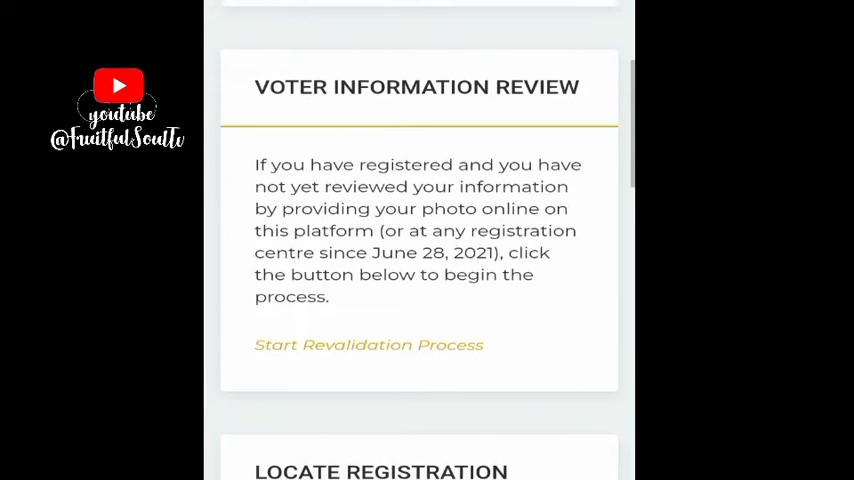 youtube
@FruitfulSoulTv
VOTER INFORMATION REVIEW
If you have registered and you have
not yet reviewed your information
by providing your photo online on
this platform (or at any registration
centre since June 28, 2021), click
the button below to begin the
process.
Start Revalidation Process
LOCATE REGISTRATION